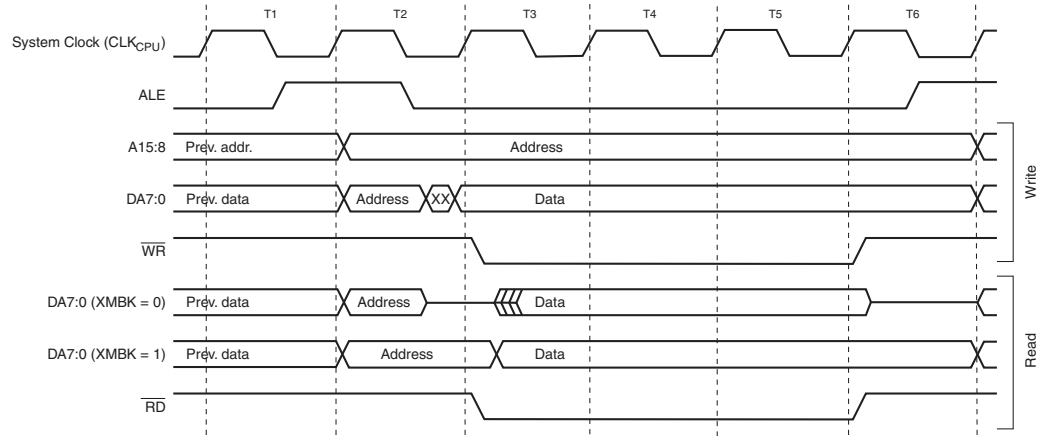 T1 T2 T3 T4 T5 T6
System Clock (CLKCPU)
ALE
A15:8 Prev. addr. Address
DA7:0 Prev. data Address XX Data
WR
Write
DA7:0 (XMBK = 0) Prev. data Address Data
DA7:0 (XMBK = 1) Prev. data Address Data
RD
Read